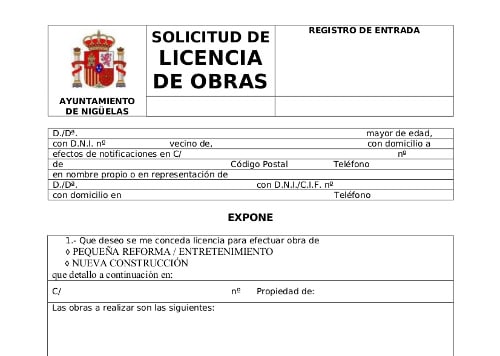 SOLICITUD DE
LICENCIA
DE OBRAS
REGISTRO DE ENTRADA
AYUNTAMIENTO
DE NIGÜELAS
D./Dª. mayor de edad,
con D.N.I. nº vecino de, con domicilio a
efectos de notificaciones en C/ nº
de Código Postal Teléfono
en nombre propio o en representación de
D./Dª. con D.N.I./C.I.F. nº
con domicilio en Teléfono
EXPONE
1.- Que deseo se me conceda licencia para efectuar obra de
◊ PEQUEÑA REFORMA / ENTRETENIMIENTO
◊ NUEVA CONSTRUCCIÓN
que detallo a continuación en:
C/ nº Propiedad de:
Las obras a realizar son las siguientes: